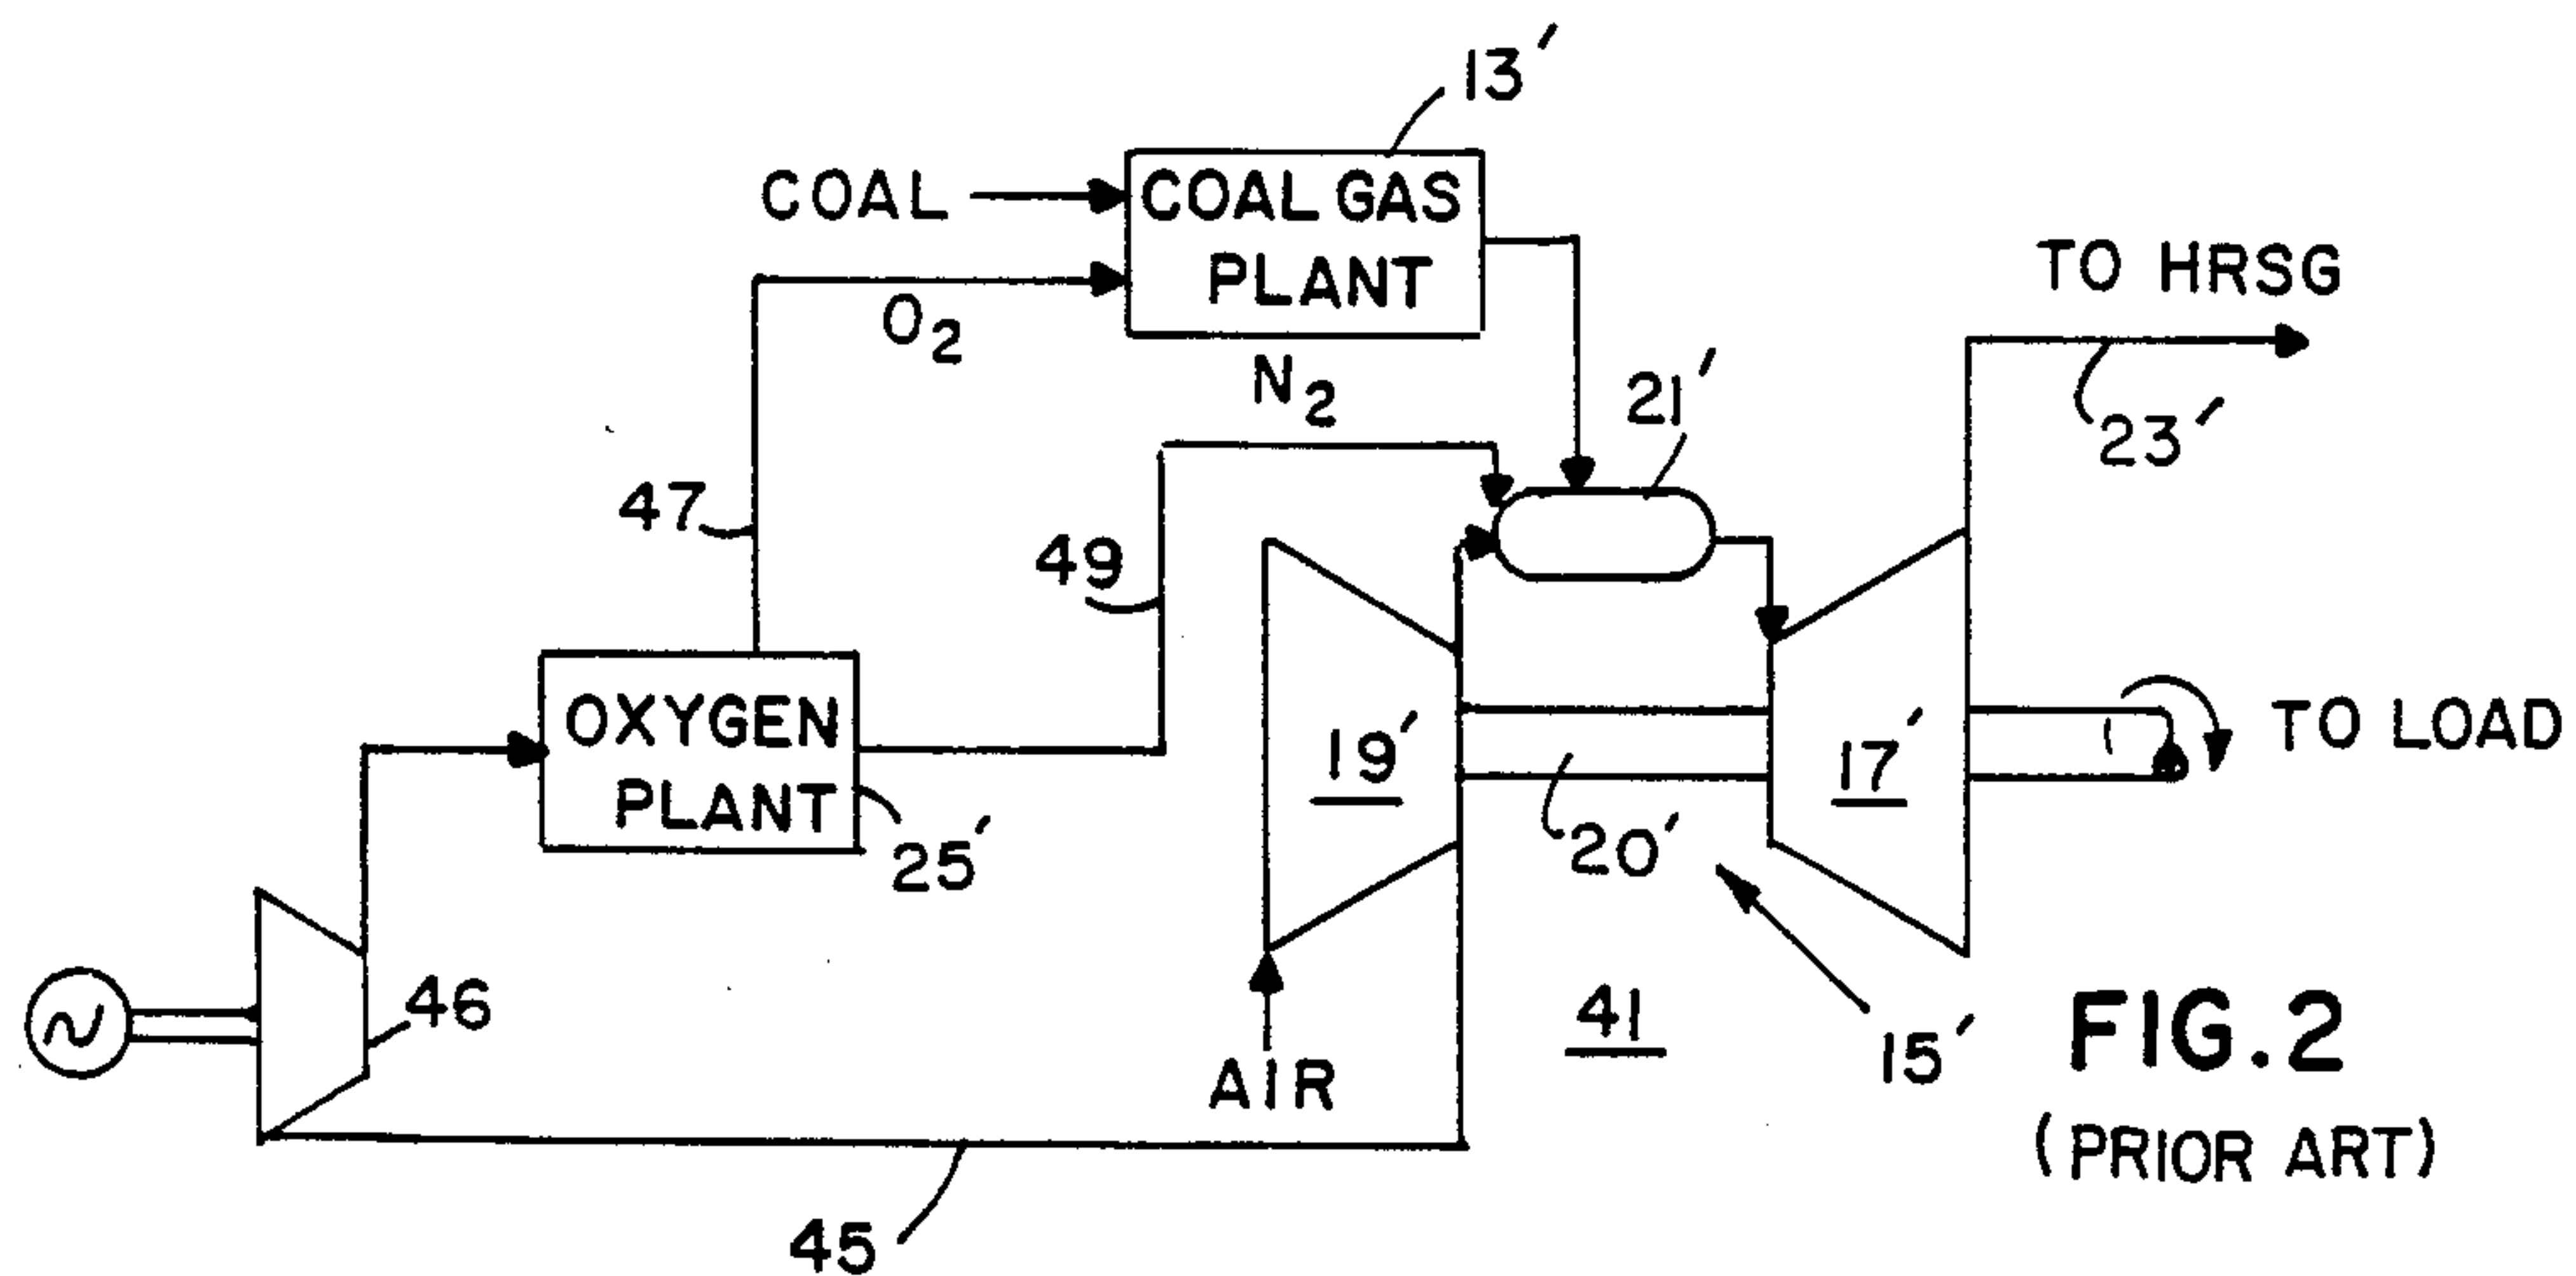 13'
COAL
COAL GAS
PLANT
O2
N2
TO HRSG
21'
23'
47
49
OXYGEN
PLANT
25'
19'
17'
20'
TO LOAD
46
AIR
41
15'
FIG.2
(PRIOR ART)
45